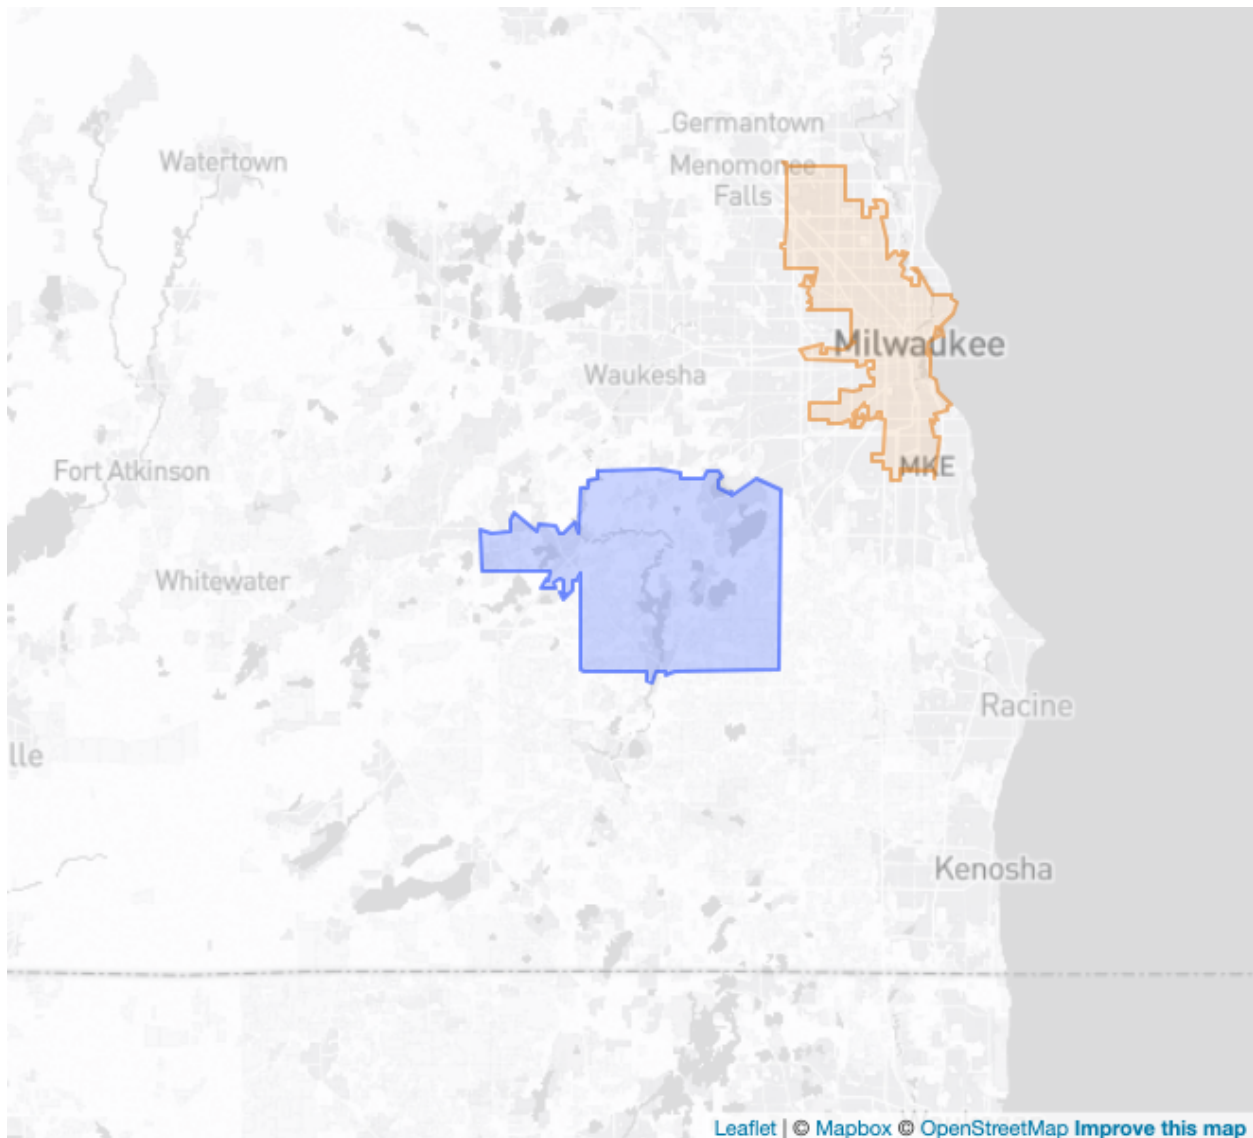 Germantown
Watertown
Menomonee
Falls
Milwaukee
Waukesha
MKE
Fort Atkinson
Whitewater
Racine
lle
Kenosha
Leaflet | © Mapbox © OpenStreetMap Improve this map